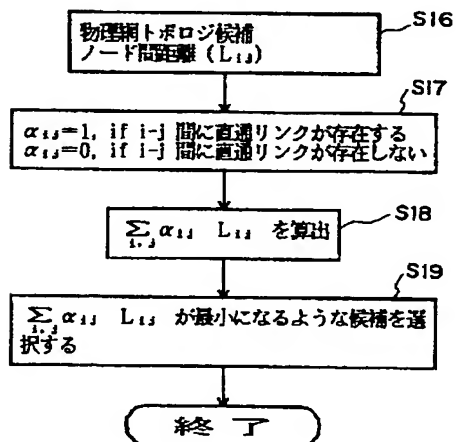 S16
物理網トポロジ候補
ノード間距離（Lij）
S17
αij=1, if i-j 間に直通リンクが存在する
αij=0, if i-j 間に直通リンクが存在しない
S18
∑ αij Lij を算出
i, j
S19
∑ αij Lij が最小になるような候補を選
i, j
択する
終 了